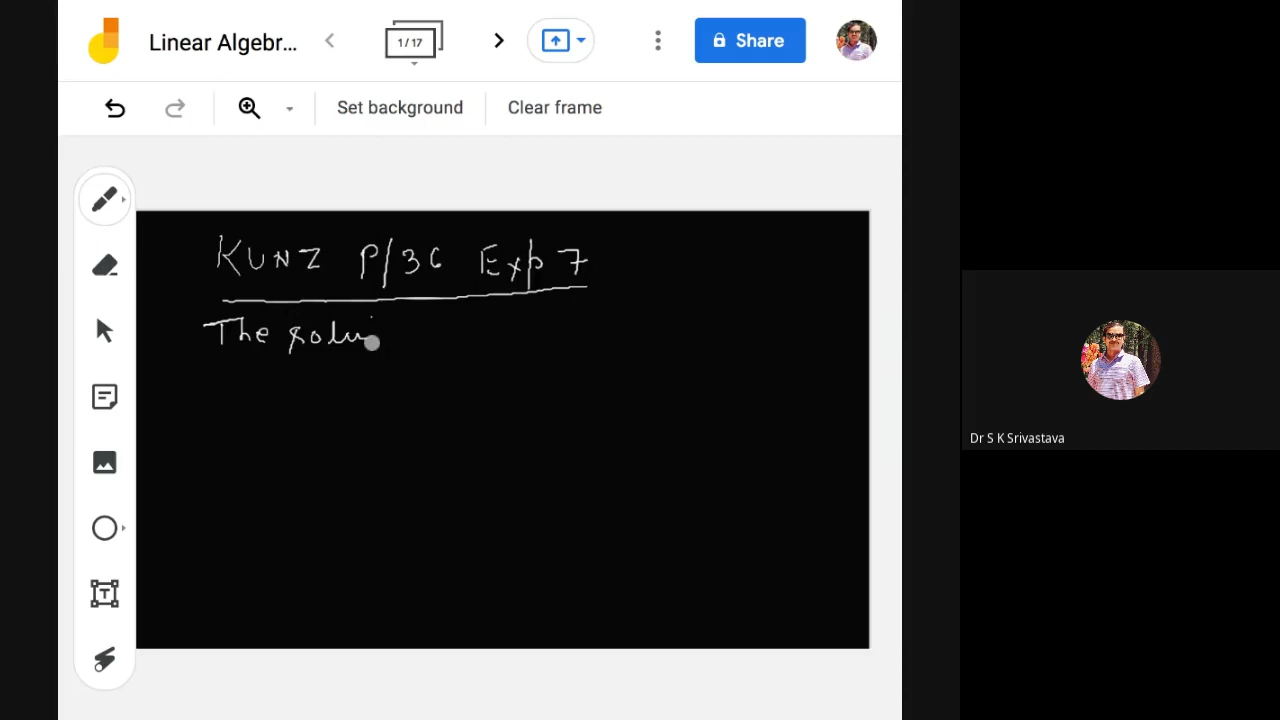 Linear Algebr...
1/17
Share
Set background
Clear frame
KUNZ P/36 Exp 7
The solu
Dr S K Srivastava